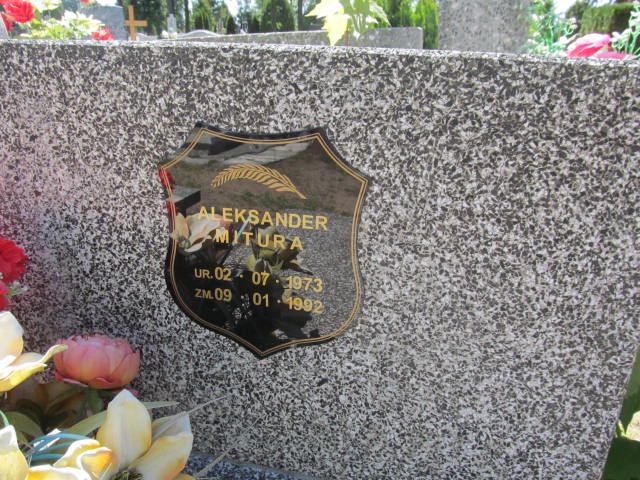 ALEKSANDER
MITURA
UR. 02 · 07 · 1973
ZM. 09 · 01 · 1992